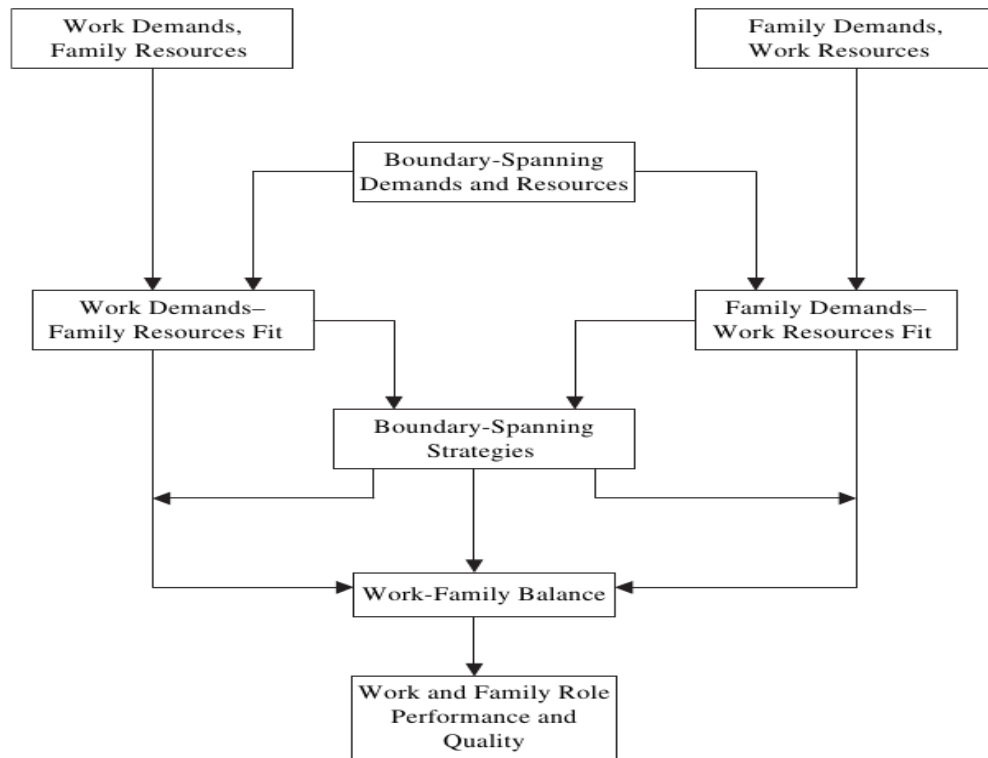 Work Demands,
Family Resources
Family Demands,
Work Resources
Boundary-Spanning
Demands and Resources
Work Demands–
Family Resources Fit
Family Demands–
Work Resources Fit
Boundary-Spanning
Strategies
Work-Family Balance
Work and Family Role
Performance and
Quality